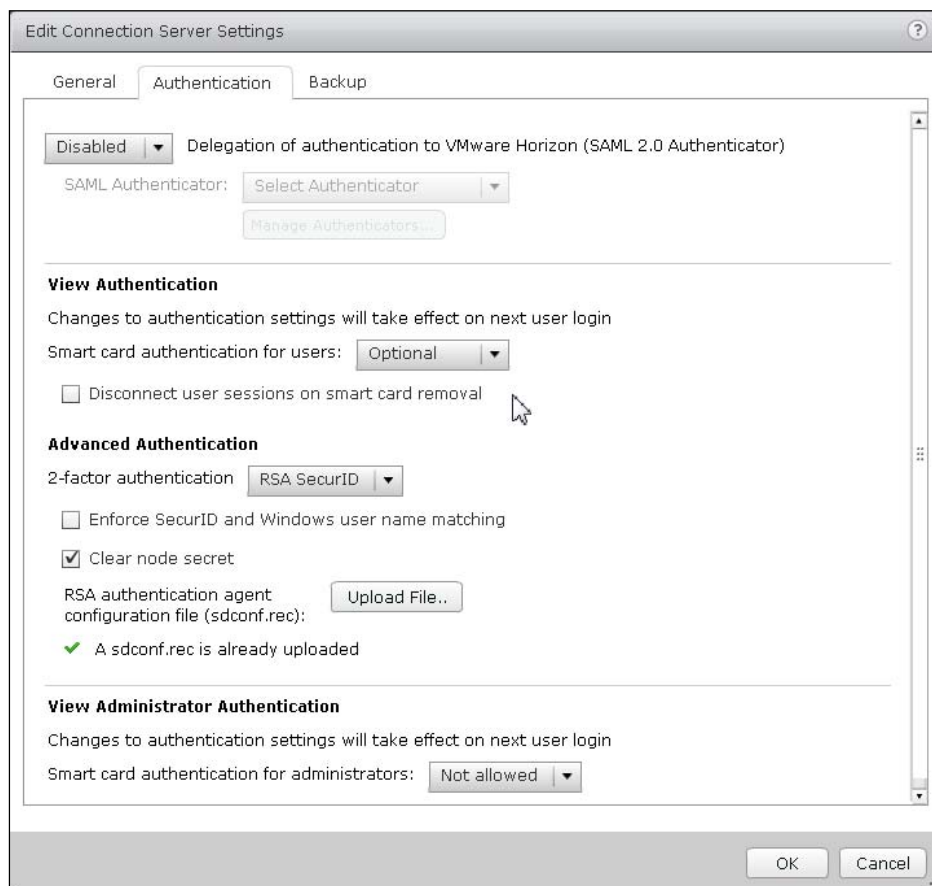 Edit Connection Server Settings ?
General Authentication Backup
Disabled Delegation of authentication to VMware Horizon (SAML 2.0 Authenticator)
SAML Authenticator: Select Authenticator
Manage Authenticators...
View Authentication
Changes to authentication settings will take effect on next user login
Smart card authentication for users: Optional
Disconnect user sessions on smart card removal
Advanced Authentication
2-factor authentication RSA SecurID
Enforce SecurID and Windows user name matching
Clear node secret
RSA authentication agent
configuration file (sdconf.rec): Upload File..
A sdconf.rec is already uploaded
View Administrator Authentication
Changes to authentication settings will take effect on next user login
Smart card authentication for administrators: Not allowed
OK Cancel